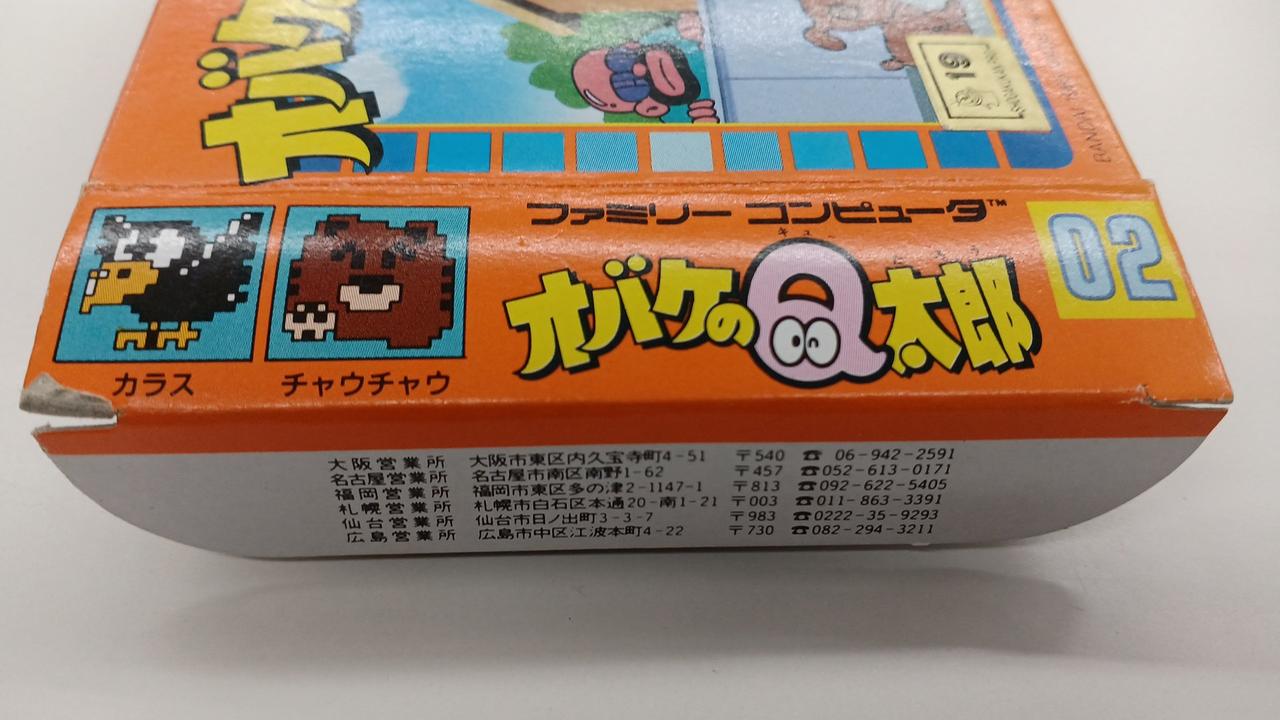 オバケ
19
ファミリー コンピュータ™
キュー
たろう
オバケのQ太郎
02
カラス
チャウチャウ
大阪営業所 大阪市東区内久宝寺町4-51 〒540 ☎ 06-942-2591
名古屋営業所 名古屋市南区南野1-62 〒457 ☎052-613-0171
福岡営業所 福岡市東区多の津2-1147-1 〒813 ☎092-622-5405
札幌営業所 札幌市白石区本通20-南1-21 〒003 ☎011-863-3391
仙台営業所 仙台市日ノ出町3-3-7 〒983 ☎0222-35-9293
広島営業所 広島市中区江波本町4-22 〒730 ☎082-294-3211